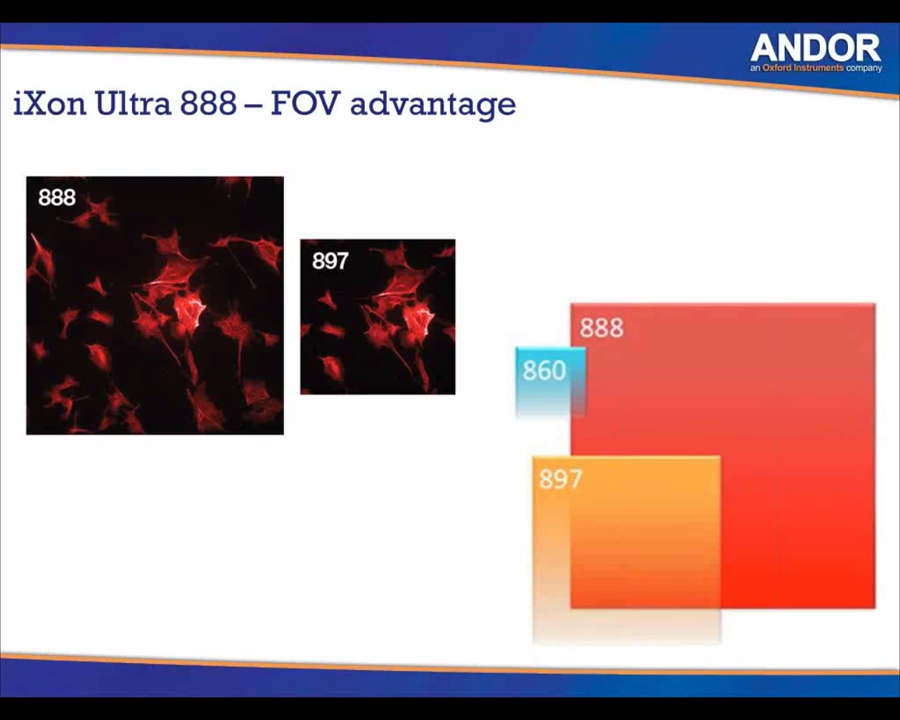 ANDOR
an Oxford Instruments company
iXon Ultra 888 – FOV advantage
888
897
888
860
897